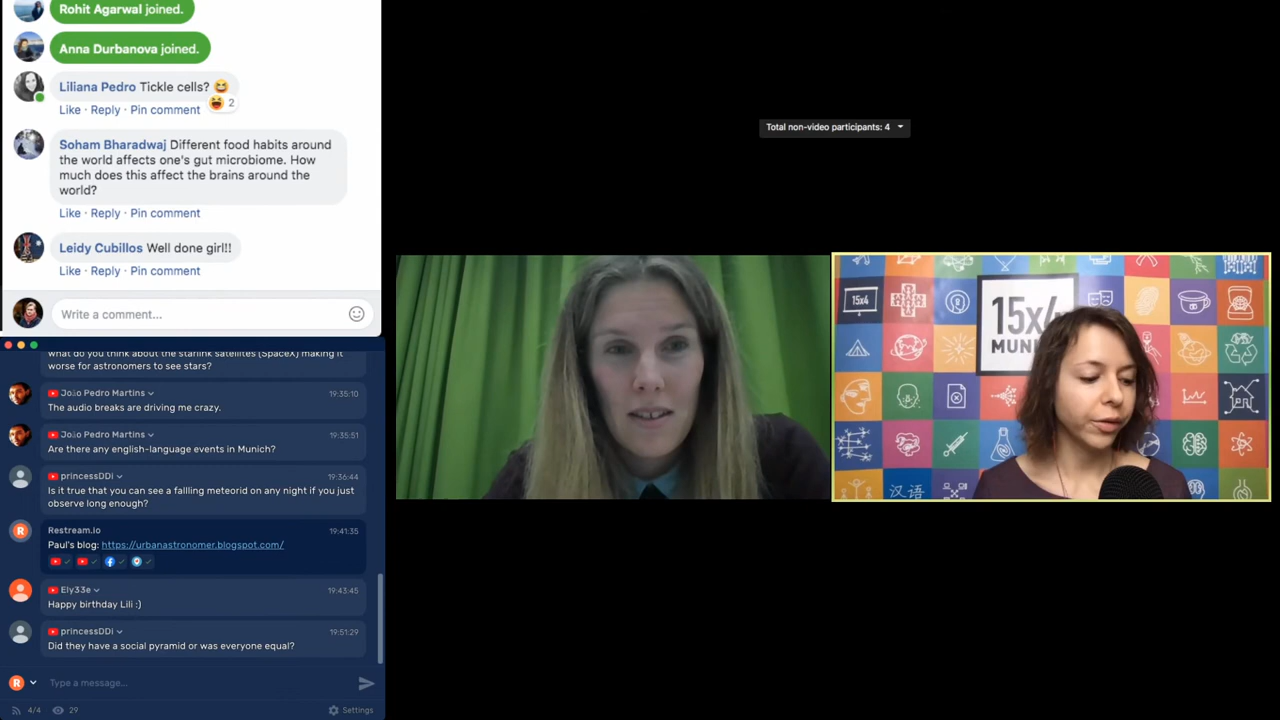 Rohit Agarwal joined.
Anna Durbanova joined.
Liliana Pedro Tickle cells? 😆
😆 2
Like · Reply · Pin comment
Soham Bharadwaj Different food habits around
the world affects one's gut microbiome. How
much does this affect the brains around the
world?
Like · Reply · Pin comment
Leidy Cubillos Well done girl!!
Like · Reply · Pin comment
Write a comment...
what do you think about the starlink satellites (SpaceX) making it
worse for astronomers to see stars?
João Pedro Martins 19:35:10
The audio breaks are driving me crazy.
João Pedro Martins 19:35:51
Are there any english-language events in Munich?
princessDDi 19:36:44
Is it true that you can see a fallling meteorid on any night if you just
observe long enough?
Restream.io 19:41:35
Paul's blog: https://urbanastronomer.blogspot.com/
Ely33e 19:43:45
Happy birthday Lili :)
princessDDi 19:51:29
Did they have a social pyramid or was everyone equal?
Type a message...
4/4 29 Settings
Total non-video participants: 4
15x4
15x4
汉语